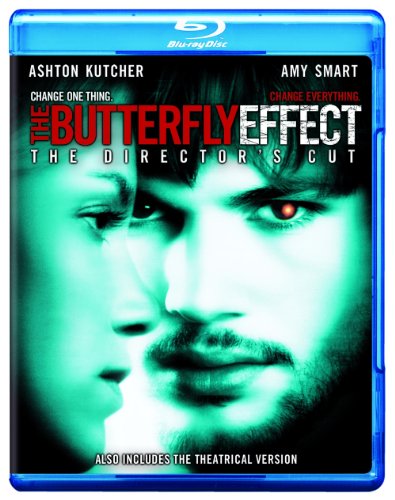 Blu-ray Disc
ASHTON KUTCHER AMY SMART
CHANGE ONE THING. CHANGE EVERYTHING.
THE BUTTERFLY EFFECT
THE DIRECTOR'S CUT
ALSO INCLUDES THE THEATRICAL VERSION